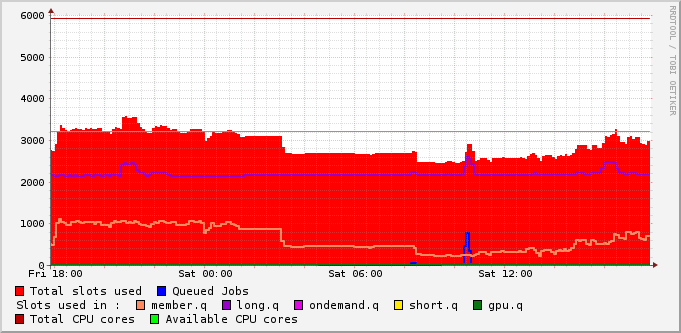 6000
5000
4000
3000
2000
1000
0
Fri 18:00 Sat 00:00 Sat 06:00 Sat 12:00
Total slots used Queued Jobs
Slots used in : member.q long.q ondemand.q short.q gpu.q
Total CPU cores Available CPU cores
RRDTOOL / TOBI OETIKER